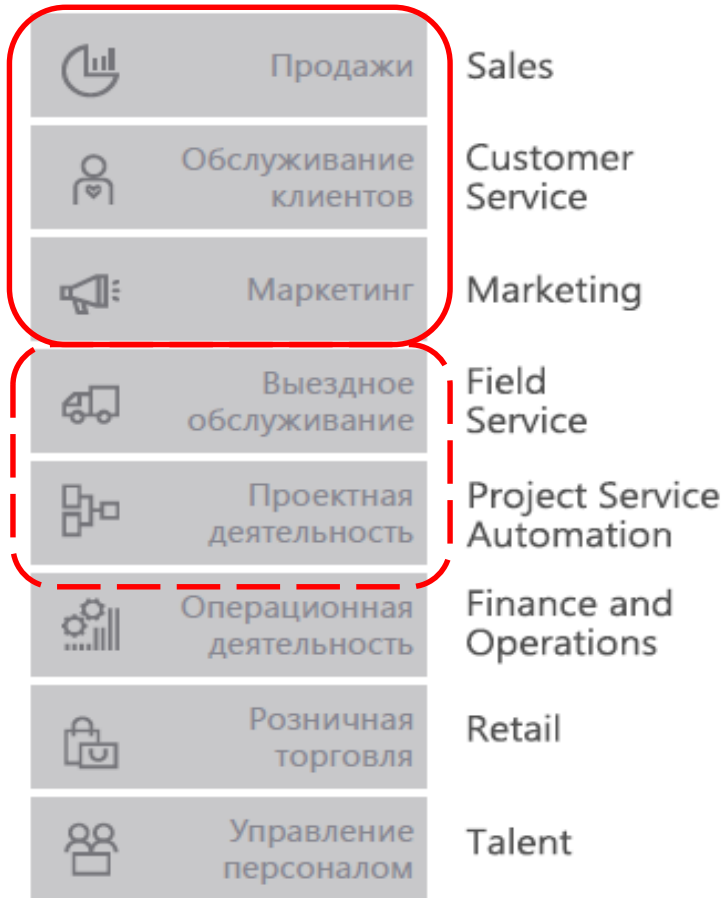 Продажи
Sales
Обслуживание
клиентов
Customer
Service
Маркетинг
Marketing
Выездное
обслуживание
Field
Service
Проектная
деятельность
Project Service
Automation
Операционная
деятельность
Finance and
Operations
Розничная
торговля
Retail
Управление
персоналом
Talent